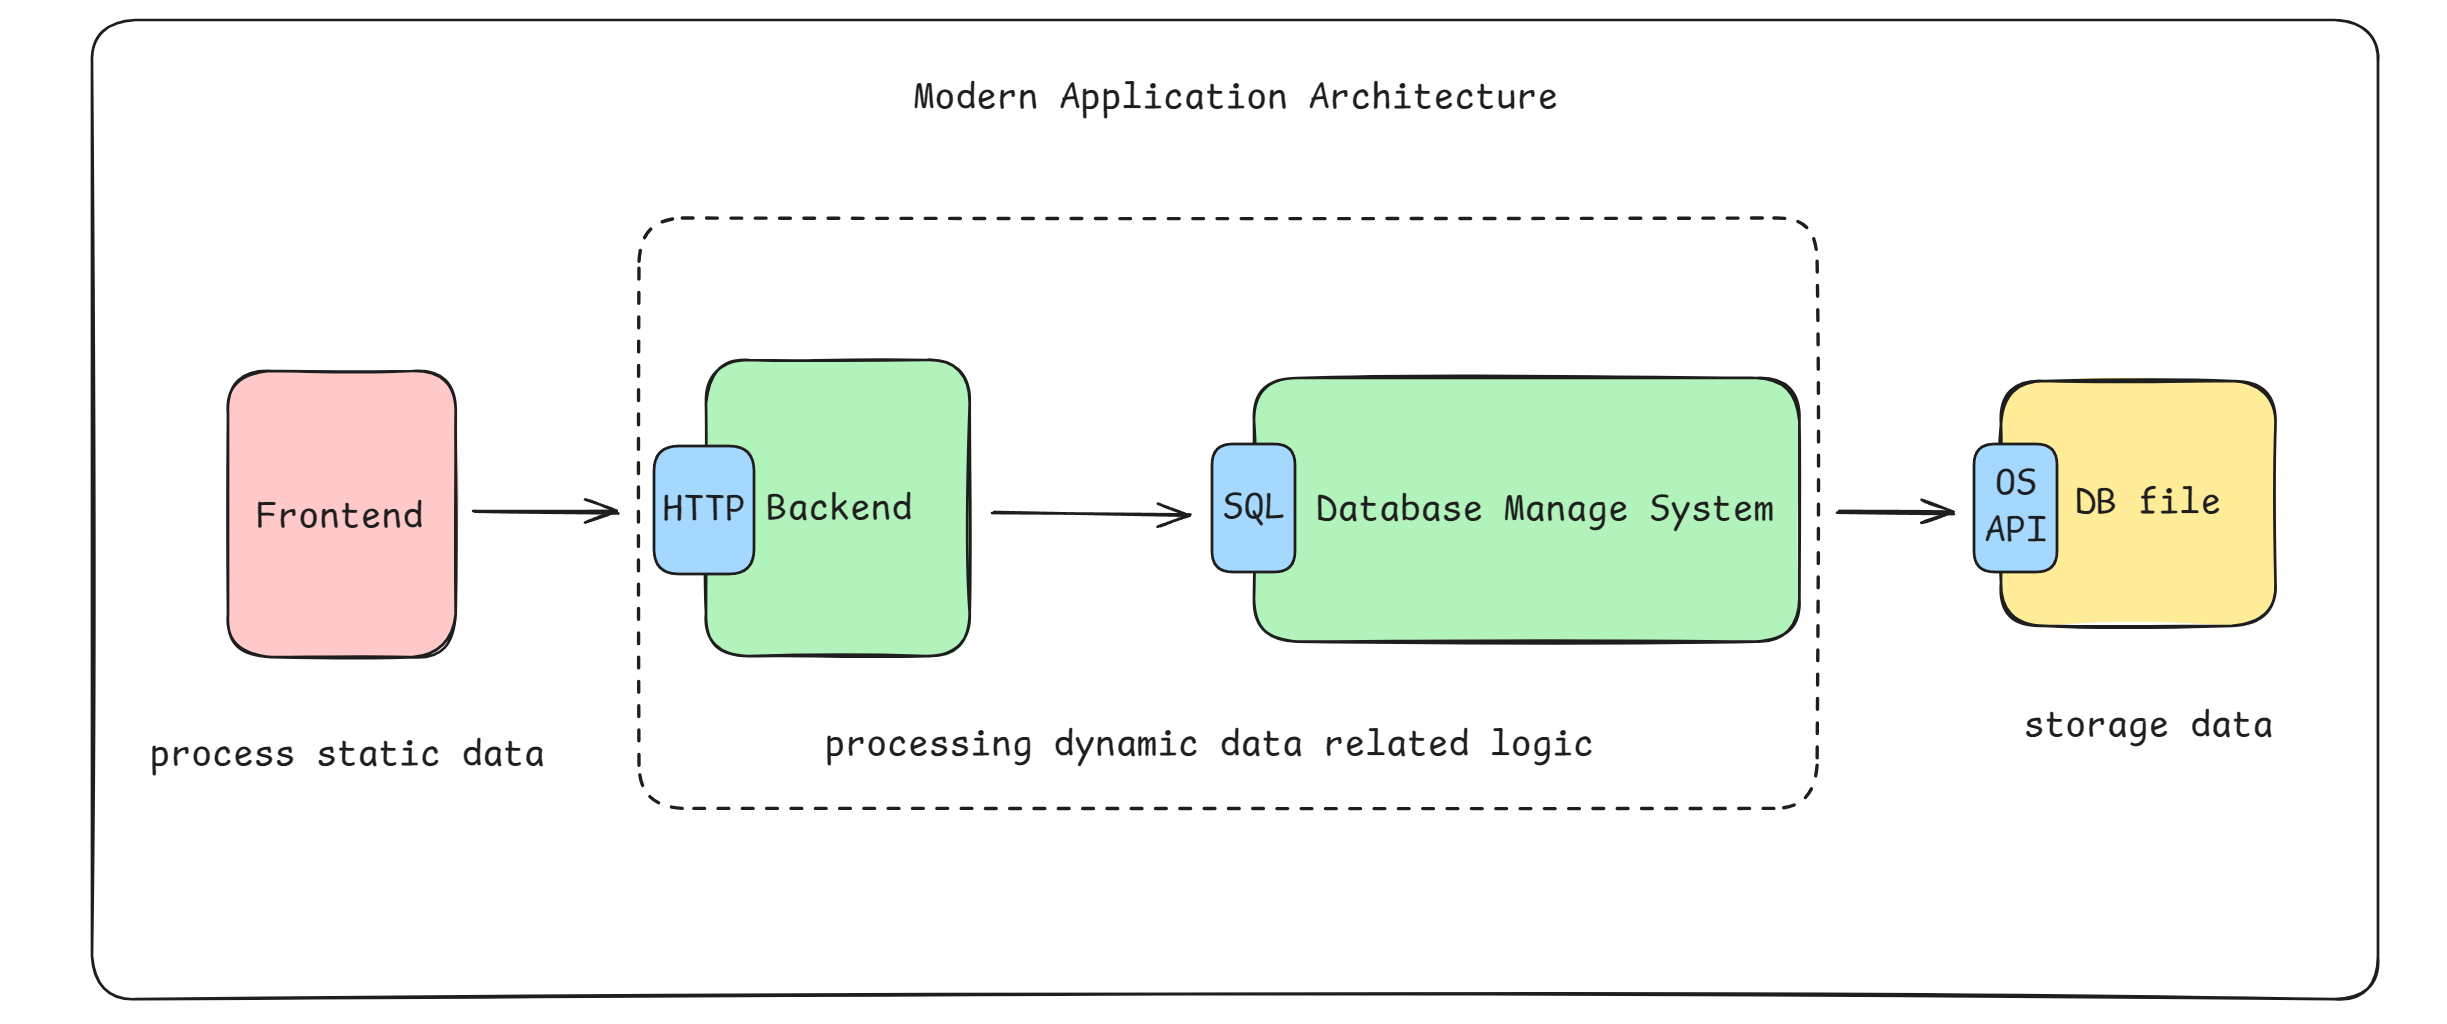 Modern Application Architecture
Frontend
HTTP
Backend
SQL
Database Manage System
OS
API
DB file
process static data
processing dynamic data related logic
storage data